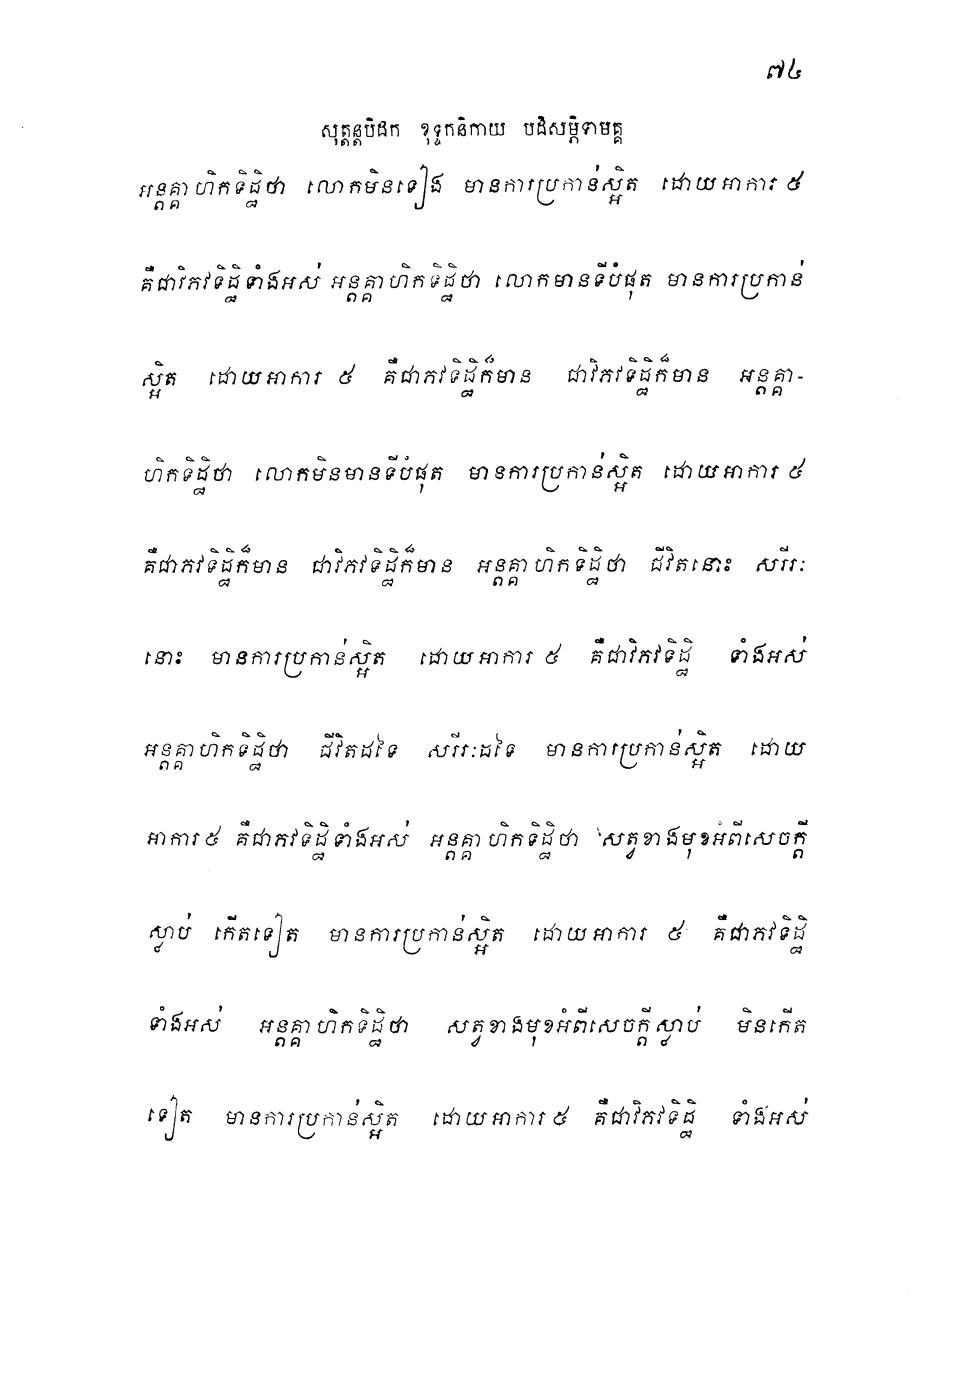 ៧៤
សុត្តន្តបិដក ខុទ្ទកនិកាយ បដិសម្ភិទាមគ្គ
អន្តគ្គាហិកទិដ្ឋិថា លោកមិនទៀង មានការប្រកាន់ស្អិត ដោយអាការ ៥
គឺជាវិភវទិដ្ឋិទាំងអស់ អន្តគ្គាហិកទិដ្ឋិថា លោកមានទីបំផុត មានការប្រកាន់
ស្អិត ដោយអាការ ៥ គឺជាភវទិដ្ឋិក៏មាន ជាវិភវទិដ្ឋិក៏មាន អន្តគ្គា-
ហិកទិដ្ឋិថា លោកមិនមានទីបំផុត មានការប្រកាន់ស្អិត ដោយអាការ ៥
គឺជាភវទិដ្ឋិក៏មាន ជាវិភវទិដ្ឋិក៏មាន អន្តគ្គាហិកទិដ្ឋិថា ជីវិតនោះ សរីរៈ
នោះ មានការប្រកាន់ស្អិត ដោយអាការ ៥ គឺជាវិភវទិដ្ឋិ ទាំងអស់
អន្តគ្គាហិកទិដ្ឋិថា ជីវិតដទៃ សរីរៈដទៃ មានការប្រកាន់ស្អិត ដោយ
អាការ ៥ គឺជាភវទិដ្ឋិទាំងអស់ អន្តគ្គាហិកទិដ្ឋិថា សត្វខាងមុខអំពីសេចក្តី
ស្លាប់ កើតទៀត មានការប្រកាន់ស្អិត ដោយអាការ ៥ គឺជាភវទិដ្ឋិ
ទាំងអស់ អន្តគ្គាហិកទិដ្ឋិថា សត្វខាងមុខអំពីសេចក្តីស្លាប់ មិនកើត
ទៀត មានការប្រកាន់ស្អិត ដោយអាការ ៥ គឺជាវិភវទិដ្ឋិ ទាំងអស់